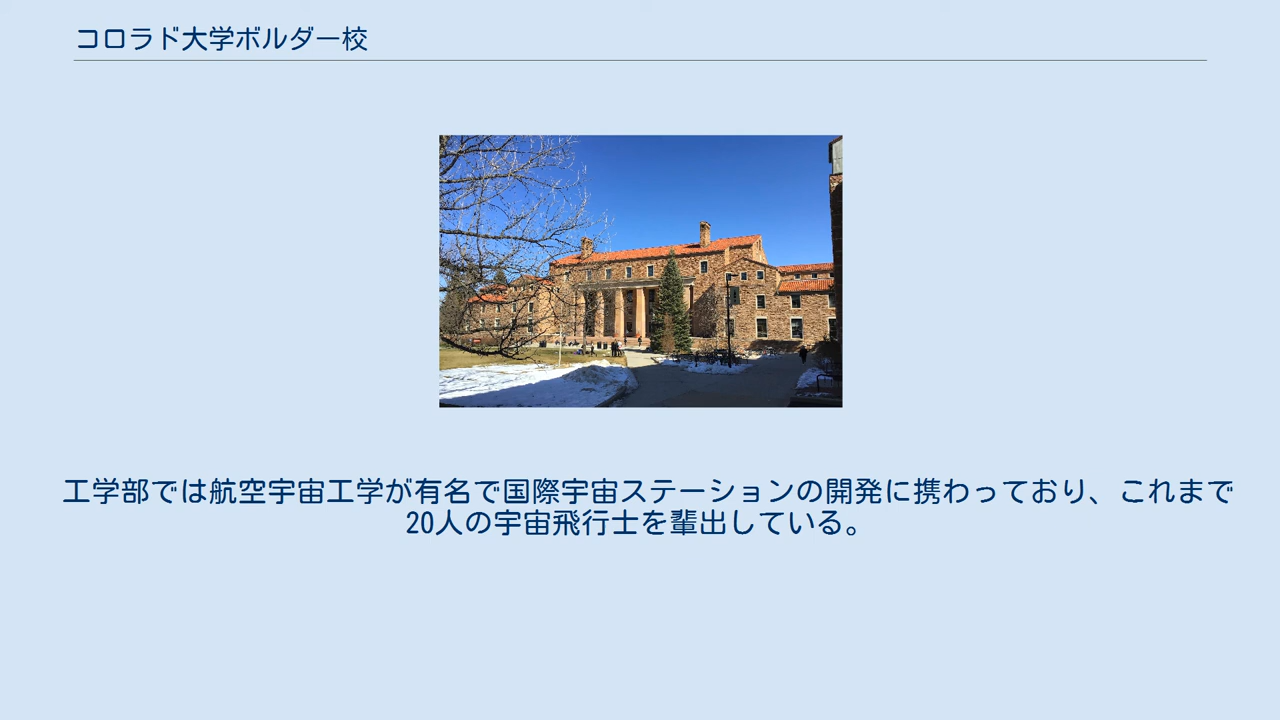 コロラド大学ボルダー校
工学部では航空宇宙工学が有名で国際宇宙ステーションの開発に携わっており、これまで
20人の宇宙飛行士を輩出している。